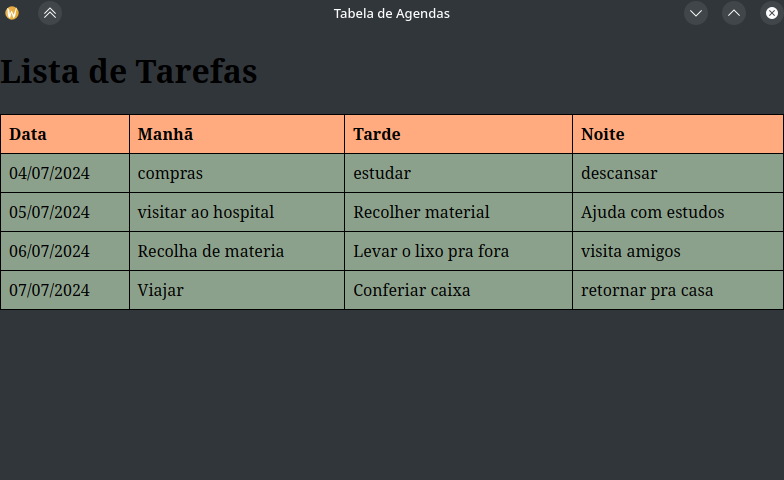 Tabela de Agendas
Lista de Tarefas
Data Manhã Tarde Noite
04/07/2024 compras estudar descansar
05/07/2024 visitar ao hospital Recolher material Ajuda com estudos
06/07/2024 Recolha de materia Levar o lixo pra fora visita amigos
07/07/2024 Viajar Conferiar caixa retornar pra casa